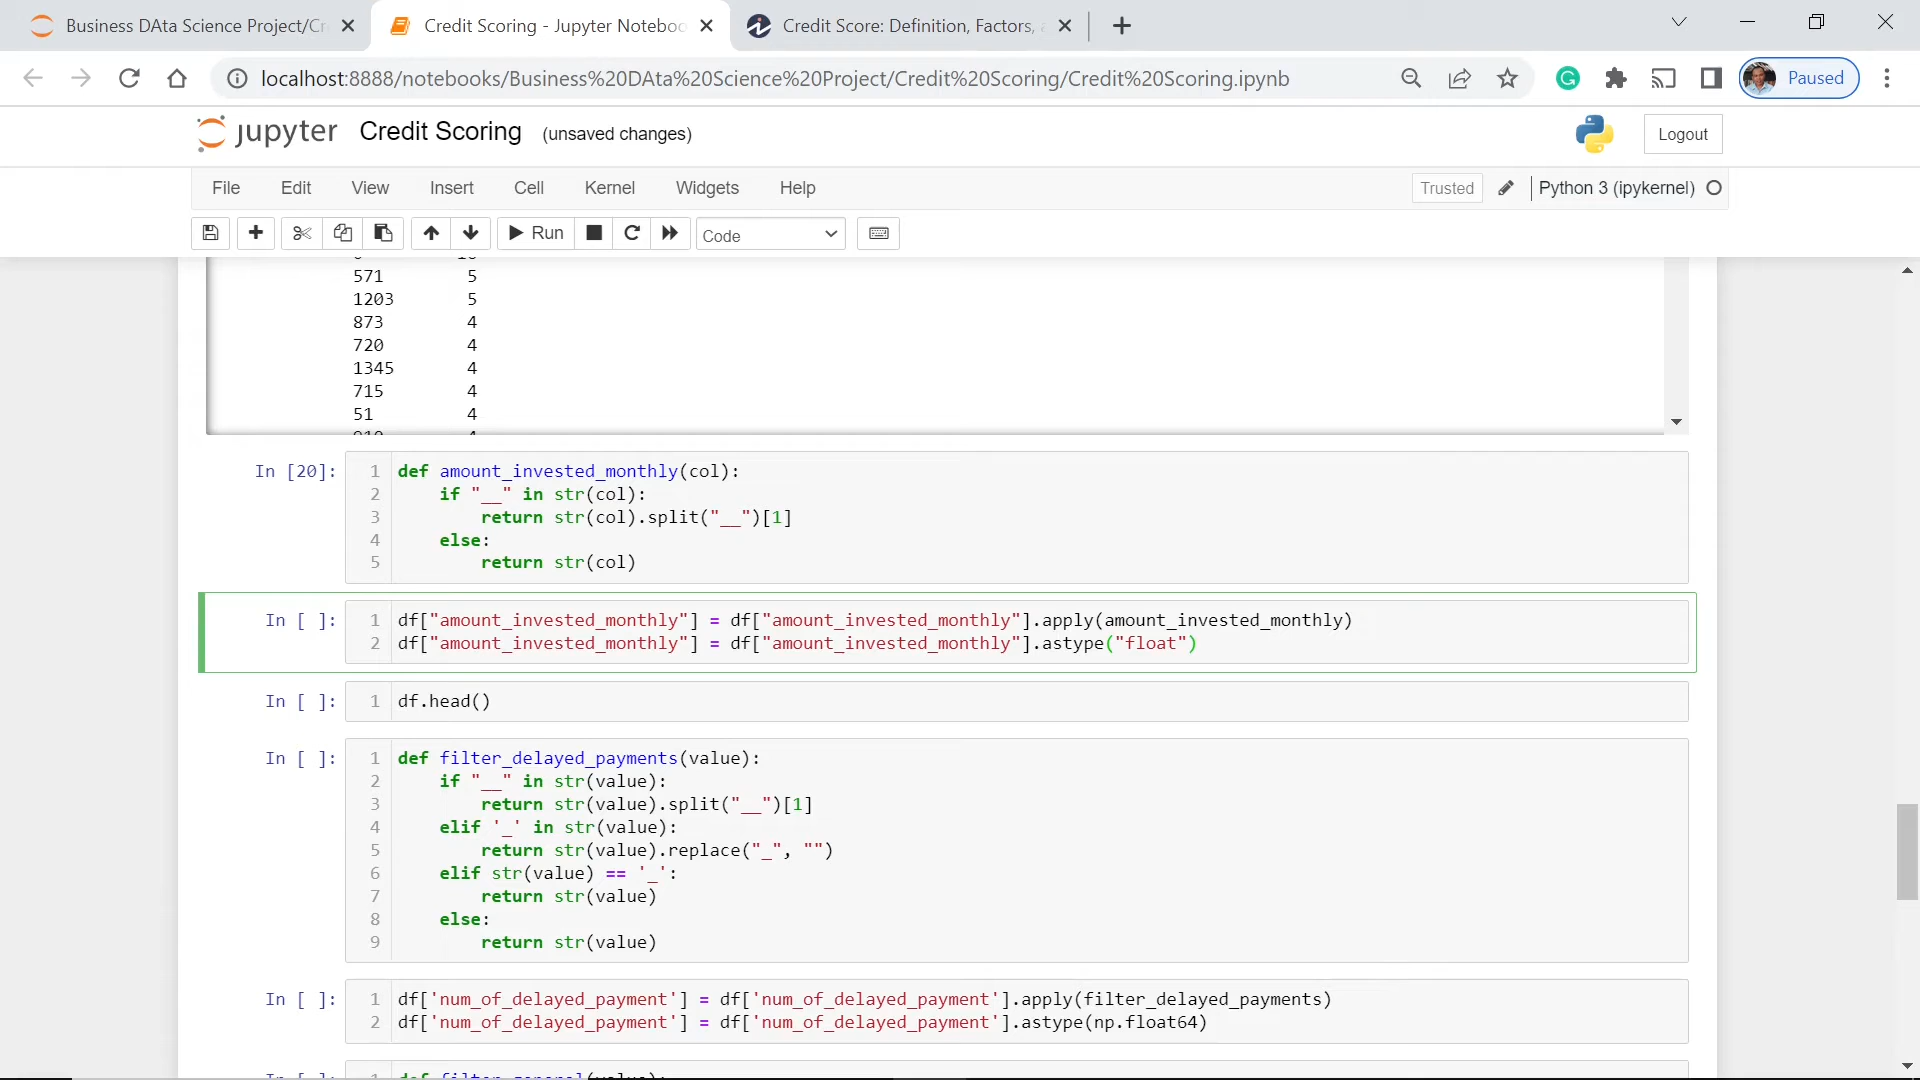 Business DAta Science Project/Cr
Credit Scoring - Jupyter Noteboo
Credit Score: Definition, Factors,
localhost:8888/notebooks/Business%20DAta%20Science%20Project/Credit%20Scoring/Credit%20Scoring.ipynb
Paused
jupyter Credit Scoring (unsaved changes)
Logout
File Edit View Insert Cell Kernel Widgets Help
Trusted
Python 3 (ipykernel)
Run
Code
571 5
1203 5
873 4
720 4
1345 4
715 4
51 4
In [20]:
1 def amount_invested_monthly(col):
2 if "__" in str(col):
3 return str(col).split("__")[1]
4 else:
5 return str(col)
In [ ]:
1 df["amount_invested_monthly"] = df["amount_invested_monthly"].apply(amount_invested_monthly)
2 df["amount_invested_monthly"] = df["amount_invested_monthly"].astype("float")
In [ ]:
1 df.head()
In [ ]:
1 def filter_delayed_payments(value):
2 if "__" in str(value):
3 return str(value).split("__")[1]
4 elif '_' in str(value):
5 return str(value).replace("_", "")
6 elif str(value) == '_':
7 return str(value)
8 else:
9 return str(value)
In [ ]:
1 df['num_of_delayed_payment'] = df['num_of_delayed_payment'].apply(filter_delayed_payments)
2 df['num_of_delayed_payment'] = df['num_of_delayed_payment'].astype(np.float64)